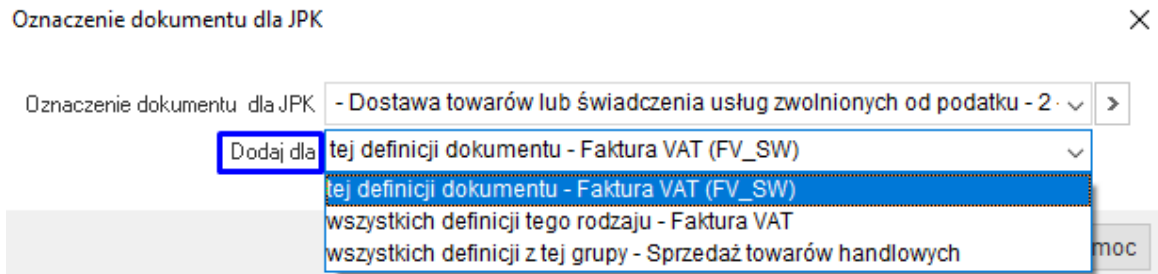 Oznaczenie dokumentu dla JPK
Oznaczenie dokumentu dla JPK - Dostawa towarów lub świadczenia usług zwolnionych od podatku - 2
Dodaj dla tej definicji dokumentu - Faktura VAT (FV_SW)
tej definicji dokumentu - Faktura VAT (FV_SW)
wszystkich definicji tego rodzaju - Faktura VAT
wszystkich definicji z tej grupy - Sprzedaż towarów handlowych
moc